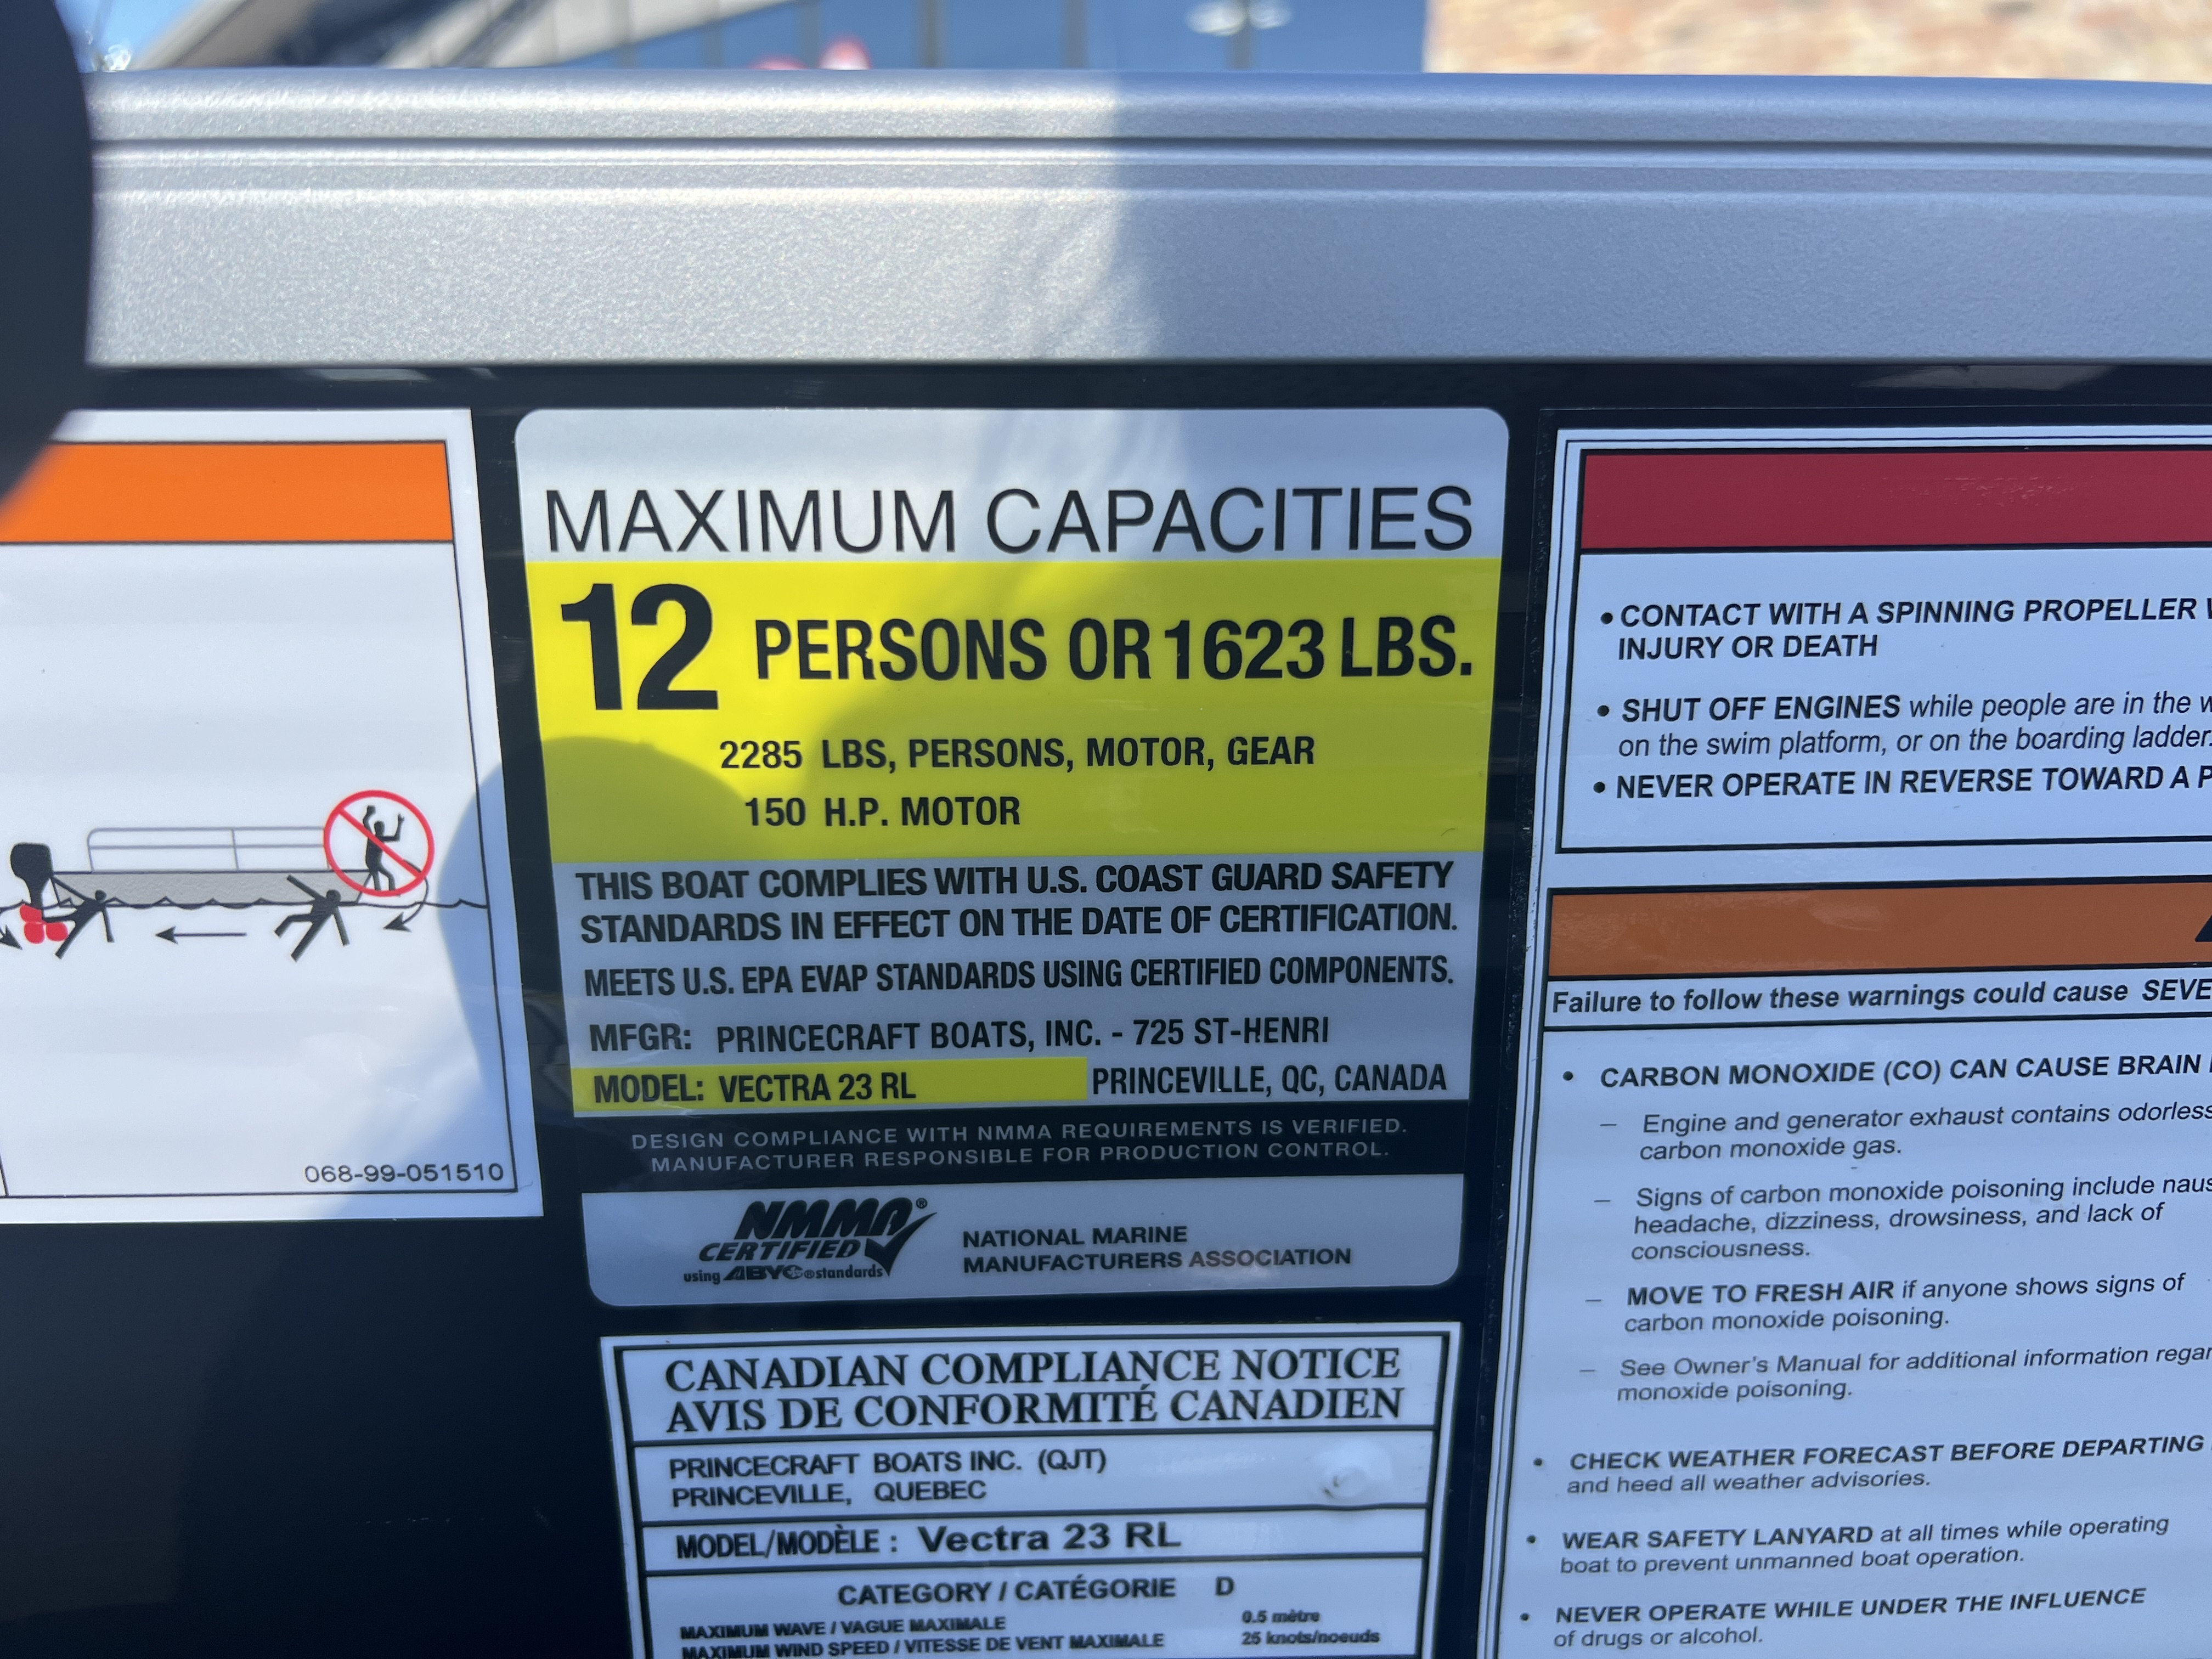 068-99-051510
MAXIMUM CAPACITIES
12 PERSONS OR 1623 LBS.
2285 LBS, PERSONS, MOTOR, GEAR
150 H.P. MOTOR
THIS BOAT COMPLIES WITH U.S. COAST GUARD SAFETY
STANDARDS IN EFFECT ON THE DATE OF CERTIFICATION.
MEETS U.S. EPA EVAP STANDARDS USING CERTIFIED COMPONENTS.
MFGR: PRINCECRAFT BOATS, INC. - 725 ST-HENRI
MODEL: VECTRA 23 RL PRINCEVILLE, QC, CANADA
DESIGN COMPLIANCE WITH NMMA REQUIREMENTS IS VERIFIED.
MANUFACTURER RESPONSIBLE FOR PRODUCTION CONTROL.
NMMA®
CERTIFIED
using ABYC® standards
NATIONAL MARINE
MANUFACTURERS ASSOCIATION
CANADIAN COMPLIANCE NOTICE
AVIS DE CONFORMITÉ CANADIEN
PRINCECRAFT BOATS INC. (QJT)
PRINCEVILLE, QUEBEC
MODEL/MODÈLE : Vectra 23 RL
CATEGORY / CATÉGORIE D
MAXIMUM WAVE / VAGUE MAXIMALE 0.5 mètre
MAXIMUM WIND SPEED / VITESSE DE VENT MAXIMALE 25 knots/noeuds
• CONTACT WITH A SPINNING PROPELLER
INJURY OR DEATH
• SHUT OFF ENGINES while people are in the
on the swim platform, or on the boarding ladder.
• NEVER OPERATE IN REVERSE TOWARD A
Failure to follow these warnings could cause
• CARBON MONOXIDE (CO) CAN CAUSE BRAIN
– Engine and generator exhaust contains odorless
carbon monoxide gas.
– Signs of carbon monoxide poisoning include
headache, dizziness, drowsiness, and lack of
consciousness.
– MOVE TO FRESH AIR if anyone shows signs of
carbon monoxide poisoning.
– See Owner's Manual for additional information
monoxide poisoning.
• CHECK WEATHER FORECAST BEFORE DEPARTING
and heed all weather advisories.
• WEAR SAFETY LANYARD at all times while operating
boat to prevent unmanned boat operation.
• NEVER OPERATE WHILE UNDER THE INFLUENCE
of drugs or alcohol.